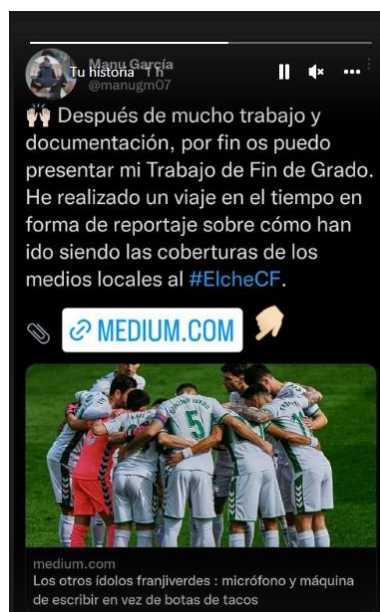 Manu García
Tu historia 1 h
@manugm07
Después de mucho trabajo y
documentación, por fin os puedo
presentar mi Trabajo de Fin de Grado.
He realizado un viaje en el tiempo en
forma de reportaje sobre cómo han
ido siendo las coberturas de los
medios locales al #ElcheCF.
MEDIUM.COM
5
medium.com
Los otros ídolos franjiverdes : micrófono y máquina
de escribir en vez de botas de tacos